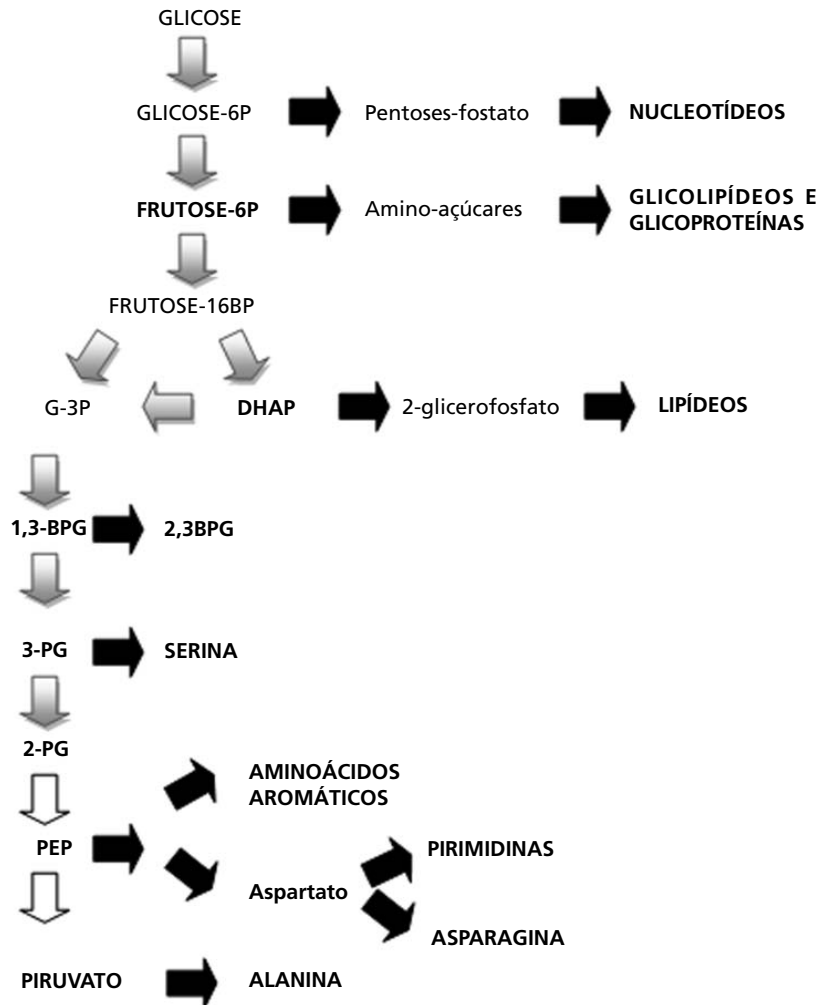 GLICOSE
GLICOSE-6P Pentoses-fostato NUCLEOTÍDEOS
FRUTOSE-6P Amino-açúcares GLICOLIPÍDEOS E
GLICOPROTEÍNAS
FRUTOSE-16BP
G-3P DHAP 2-glicerofosfato LIPÍDEOS
1,3-BPG 2,3BPG
3-PG SERINA
2-PG
AMINOÁCIDOS
AROMÁTICOS
PEP PIRIMIDINAS
Aspartato
ASPARAGINA
PIRUVATO ALANINA